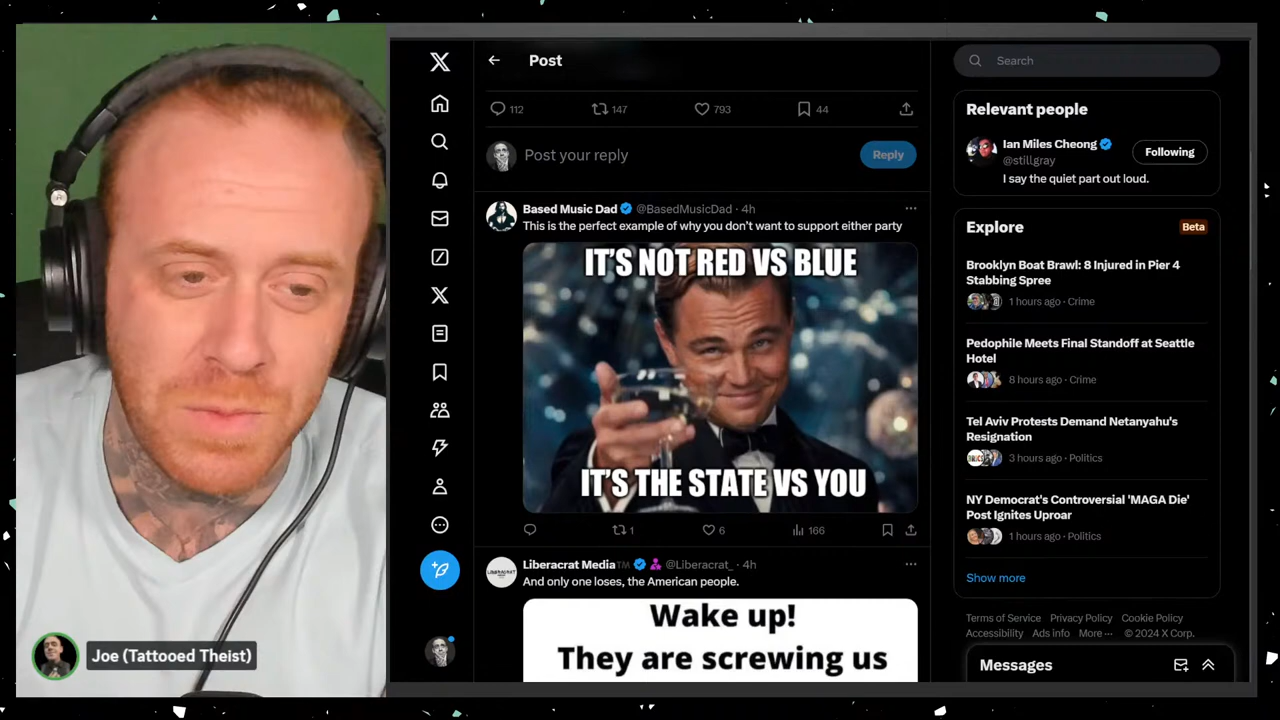 Joe (Tattooed Theist)
Post
112 147 793 44
Post your reply
Reply
Based Music Dad @BasedMusicDad · 4h
This is the perfect example of why you don't want to support either party
IT'S NOT RED VS BLUE
IT'S THE STATE VS YOU
1 6 166
Liberacrat Media™ @Liberacrat_ · 4h
And only one loses, the American people.
Wake up!
They are screwing us
Search
Relevant people
Ian Miles Cheong
@stillgray
Following
I say the quiet part out loud.
Explore
Beta
Brooklyn Boat Brawl: 8 Injured in Pier 4
Stabbing Spree
1 hours ago · Crime
Pedophile Meets Final Standoff at Seattle
Hotel
8 hours ago · Crime
Tel Aviv Protests Demand Netanyahu's
Resignation
3 hours ago · Politics
NY Democrat's Controversial 'MAGA Die'
Post Ignites Uproar
1 hours ago · Politics
Show more
Terms of Service Privacy Policy Cookie Policy
Accessibility Ads info More ··· © 2024 X Corp.
Messages